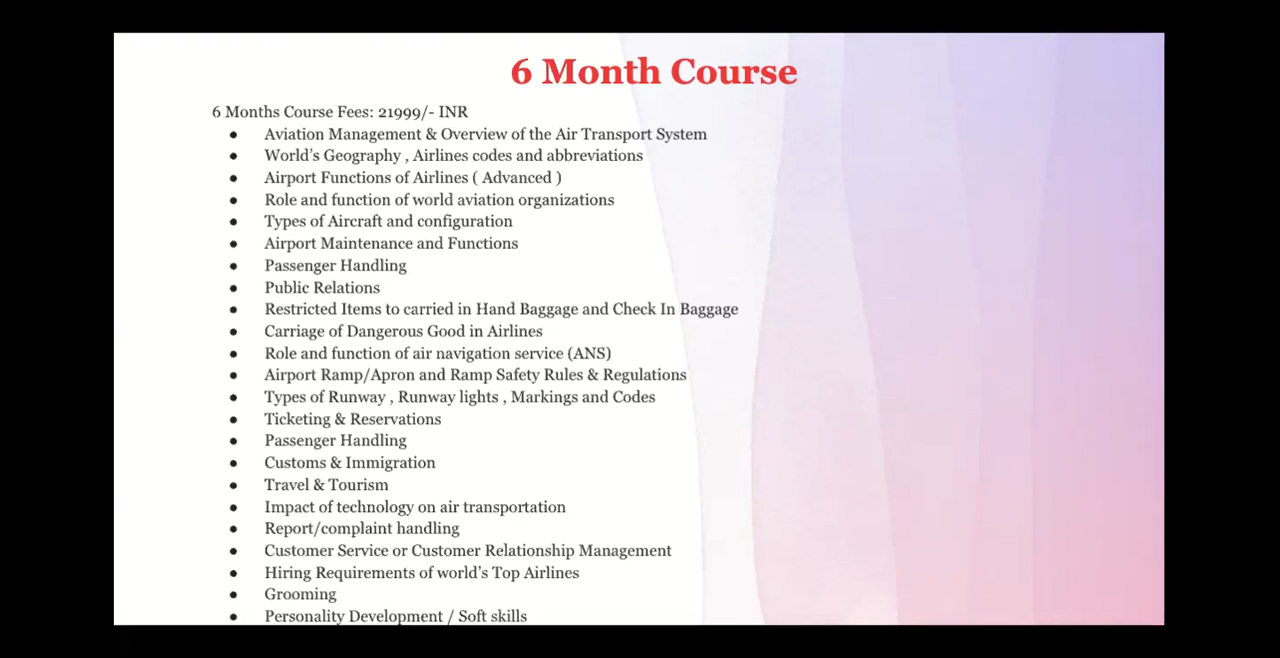 6 Month Course
6 Months Course Fees: 21999/- INR
● Aviation Management & Overview of the Air Transport System
● World's Geography , Airlines codes and abbreviations
● Airport Functions of Airlines ( Advanced )
● Role and function of world aviation organizations
● Types of Aircraft and configuration
● Airport Maintenance and Functions
● Passenger Handling
● Public Relations
● Restricted Items to carried in Hand Baggage and Check In Baggage
● Carriage of Dangerous Good in Airlines
● Role and function of air navigation service (ANS)
● Airport Ramp/Apron and Ramp Safety Rules & Regulations
● Types of Runway , Runway lights , Markings and Codes
● Ticketing & Reservations
● Passenger Handling
● Customs & Immigration
● Travel & Tourism
● Impact of technology on air transportation
● Report/complaint handling
● Customer Service or Customer Relationship Management
● Hiring Requirements of world's Top Airlines
● Grooming
● Personality Development / Soft skills